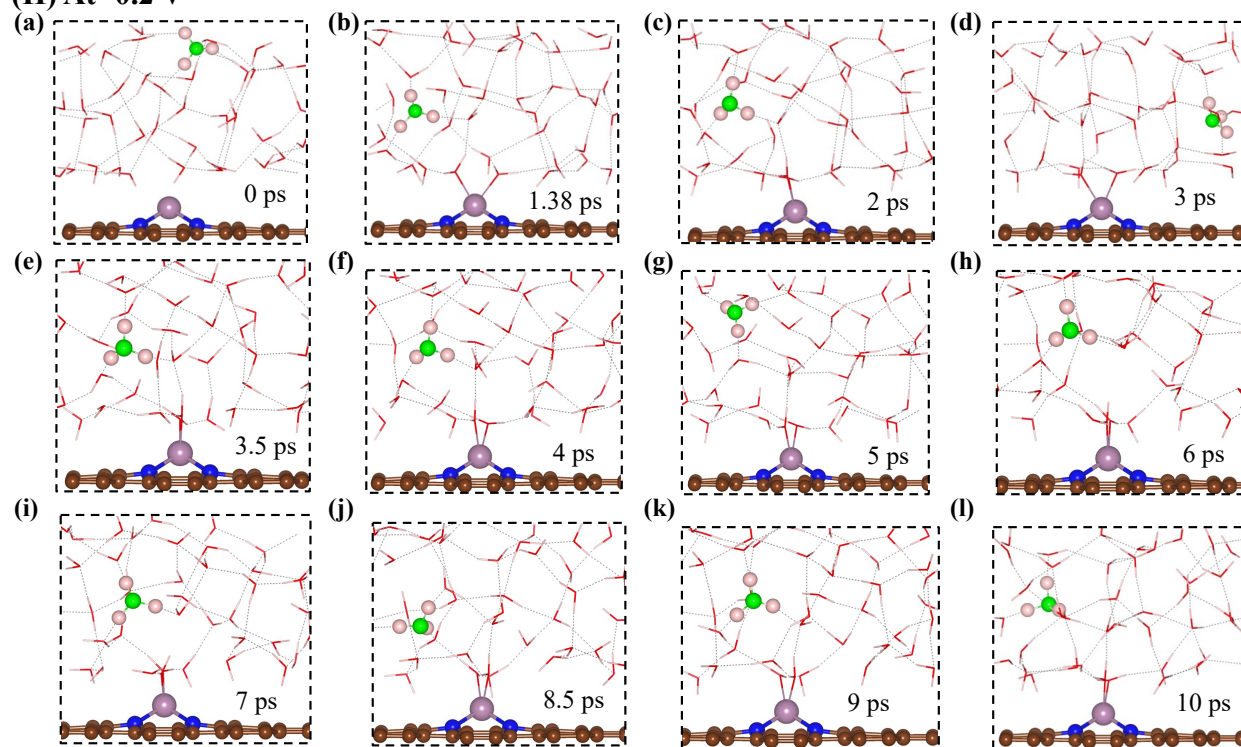 (II) At -0.2 V
(a) (b) (c) (d)
0 ps 1.38 ps 2 ps 3 ps
(e) (f) (g) (h)
3.5 ps 4 ps 5 ps 6 ps
(i) (j) (k) (l)
7 ps 8.5 ps 9 ps 10 ps